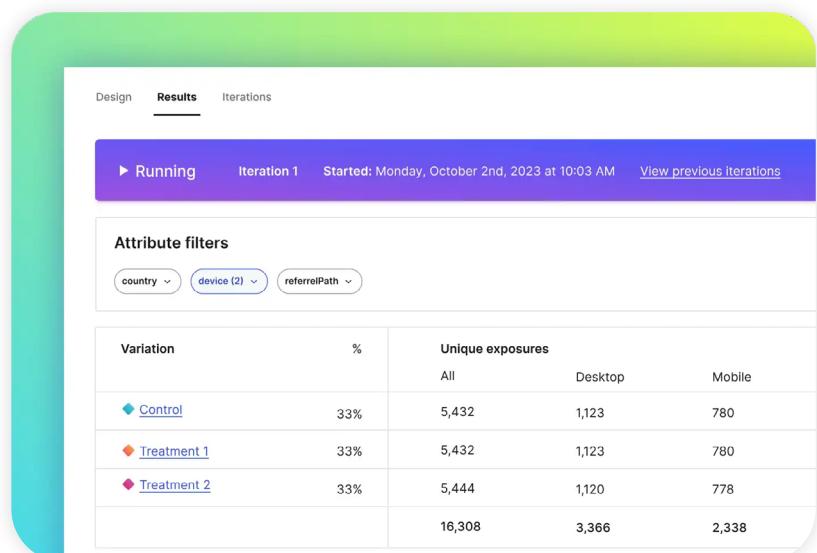 Design Results Iterations
Running Iteration 1 Started: Monday, October 2nd, 2023 at 10:03 AM View previous iterations
Attribute filters
country device (2) referrelPath
Variation % Unique exposures
All Desktop Mobile
Control 33% 5,432 1,123 780
Treatment 1 33% 5,432 1,123 780
Treatment 2 33% 5,444 1,120 778
16,308 3,366 2,338